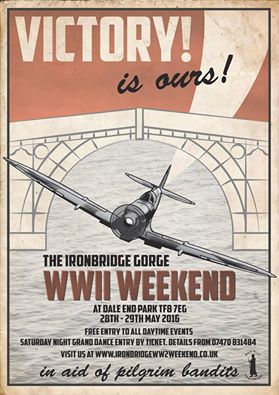 VICTORY!
is ours!
THE IRONBRIDGE GORGE
WWII WEEKEND
AT DALE END PARK TF8 7EG
28TH - 29TH MAY 2016
FREE ENTRY TO ALL DAYTIME EVENTS
SATURDAY NIGHT GRAND DANCE ENTRY BY TICKET. DETAILS FROM 07470 831484
VISIT US AT WWW.IRONBRIDGEWW2WEEKEND.CO.UK
in aid of pilgrim bandits